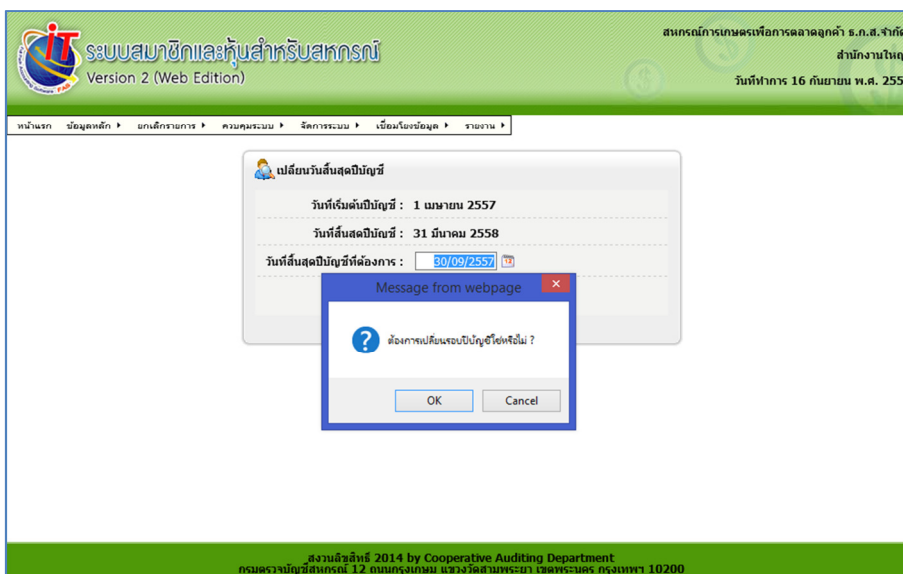 สหกรณ์การเกษตรเพื่อการตลาดลูกค้า ธ.ก.ส.จำกัด
ระบบสมาชิกและหุ้นสำหรับสหกรณ์
สำนักงานใหญ
Version 2 (Web Edition)
วันที่ทำการ 16 กันยายน พ.ศ. 255
หน้าแรก ข้อมูลหลัก ยกเลิกรายการ ควบคุมระบบ จัดการระบบ เชื่อมโยงข้อมูล รายงาน
เปลี่ยนวันสิ้นสุดปีบัญชี
วันที่เริ่มต้นปีบัญชี : 1 เมษายน 2557
วันที่สิ้นสุดปีบัญชี : 31 มีนาคม 2558
วันที่สิ้นสุดปีบัญชีที่ต้องการ : 30/09/2557
Message from webpage
ต้องการเปลี่ยนรอบปีบัญชีใช่หรือไม่ ?
OK Cancel
สงวนลิขสิทธิ์ 2014 by Cooperative Auditing Department
กรมตรวจบัญชีสหกรณ์ 12 ถนนกรุงเกษม แขวงวัดสามพระยา เขตพระนคร กรุงเทพฯ 10200